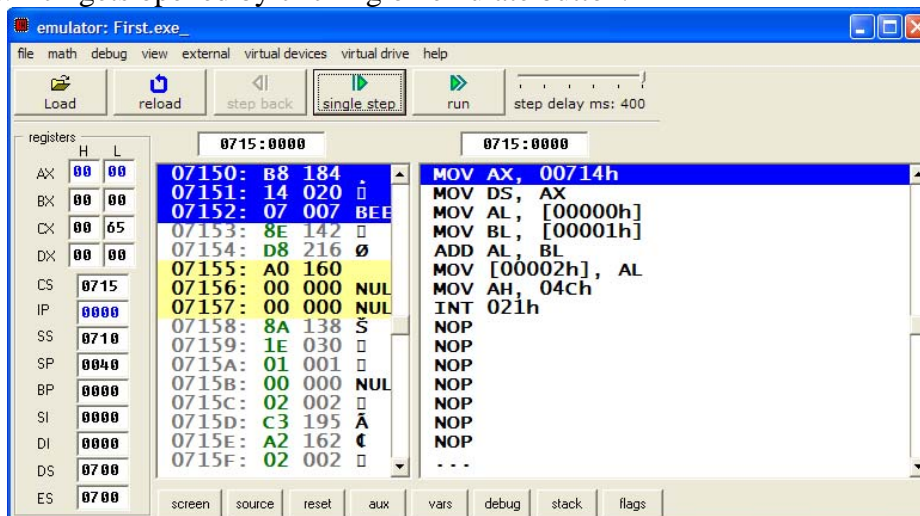 emulator: First.exe_
file math debug view external virtual devices virtual drive help
Load reload step back single step run step delay ms: 400
registers
H L
0715:0000 0715:0000
AX 00 00
BX 00 00
CX 00 65
DX 00 00
CS 0715
IP 0000
SS 0710
SP 0040
BP 0000
SI 0000
DI 0000
DS 0700
ES 0700
07150: B8 184
07151: 14 020
07152: 07 007 BEE
07153: 8E 142
07154: D8 216 Ø
07155: A0 160
07156: 00 000 NUL
07157: 00 000 NUL
07158: 8A 138 Š
07159: 1E 030
0715A: 01 001
0715B: 00 000 NUL
0715C: 02 002
0715D: C3 195 Ã
0715E: A2 162 ¢
0715F: 02 002
MOV AX, 00714h
MOV DS, AX
MOV AL, [00000h]
MOV BL, [00001h]
ADD AL, BL
MOV [00002h], AL
MOV AH, 04Ch
INT 021h
NOP
NOP
NOP
NOP
NOP
NOP
NOP
...
screen source reset aux vars debug stack flags